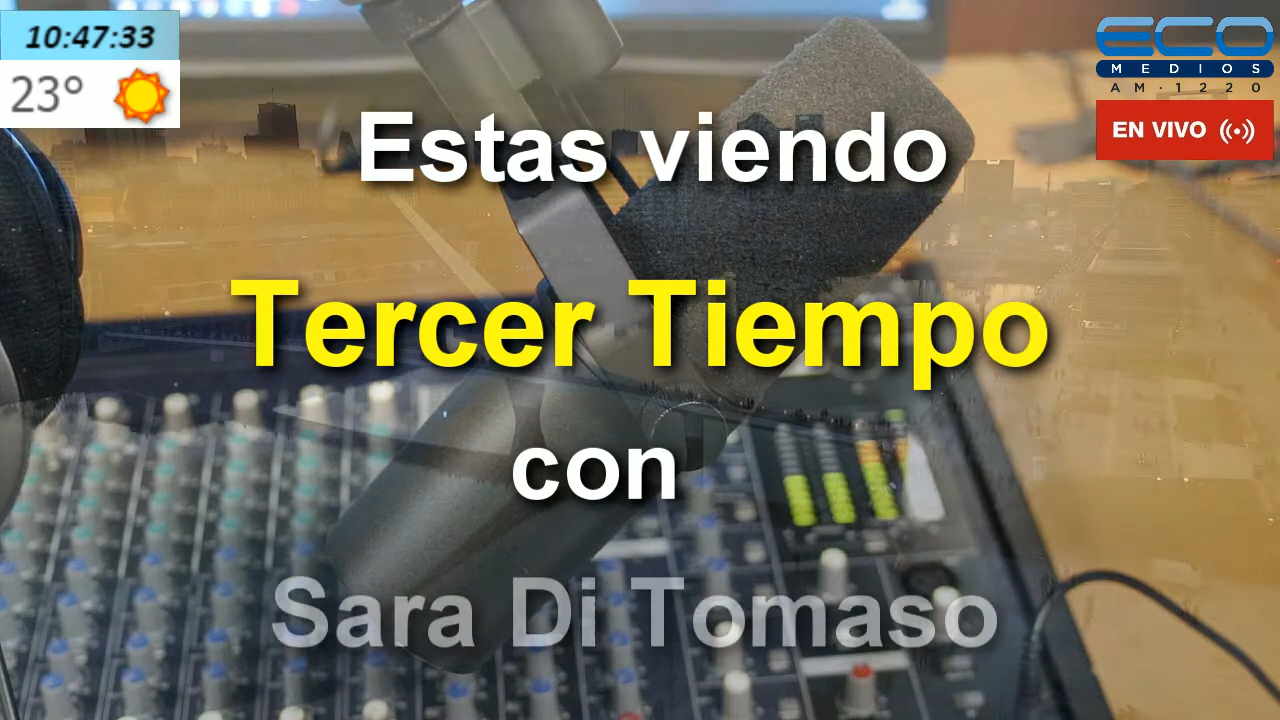 10:47:33
23°
ECO
MEDIOS
AM·1220
EN VIVO
Estas viendo
Tercer Tiempo
con
Sara Di Tomaso